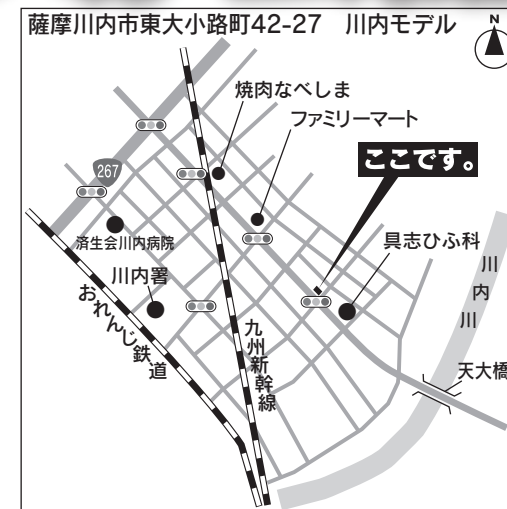 薩摩川内市東大小路町42-27　川内モデル
N
焼肉なべしま
ファミリーマート
ここです。
267
済生会川内病院
具志ひふ科
川内川
川内署
おれんじ鉄道
九州新幹線
天大橋